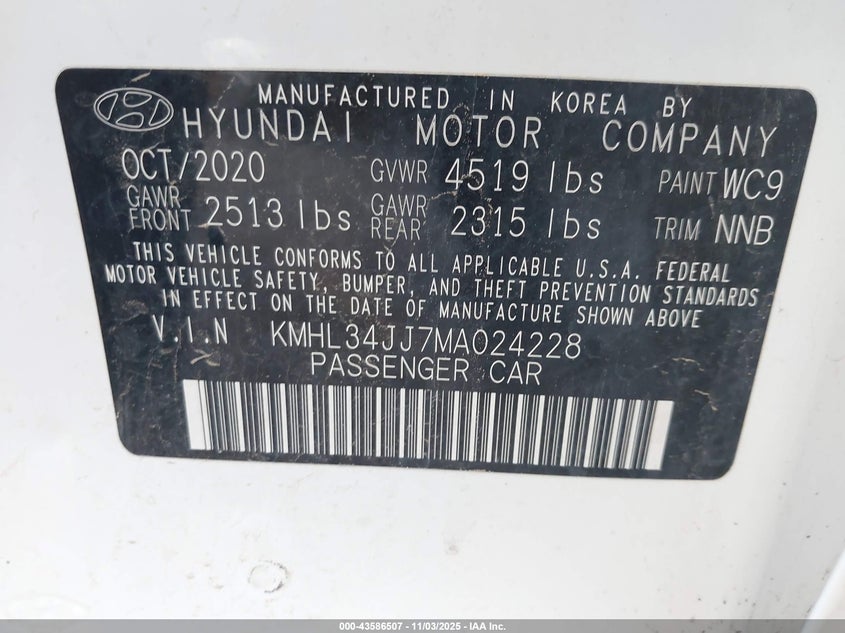 MANUFACTURED IN KOREA BY
HYUNDAI MOTOR COMPANY
OCT/2020 GVWR 4519 lbs PAINT WC9
GAWR FRONT 2513 lbs GAWR REAR 2315 lbs TRIM NNB
THIS VEHICLE CONFORMS TO ALL APPLICABLE U.S.A. FEDERAL
MOTOR VEHICLE SAFETY, BUMPER, AND THEFT PREVENTION STANDARDS
IN EFFECT ON THE DATE OF MANUFACTURE SHOWN ABOVE
V.I.N KMHL34JJ7MA024228
PASSENGER CAR
000-43586507 - 11/03/2025 - IAA Inc.